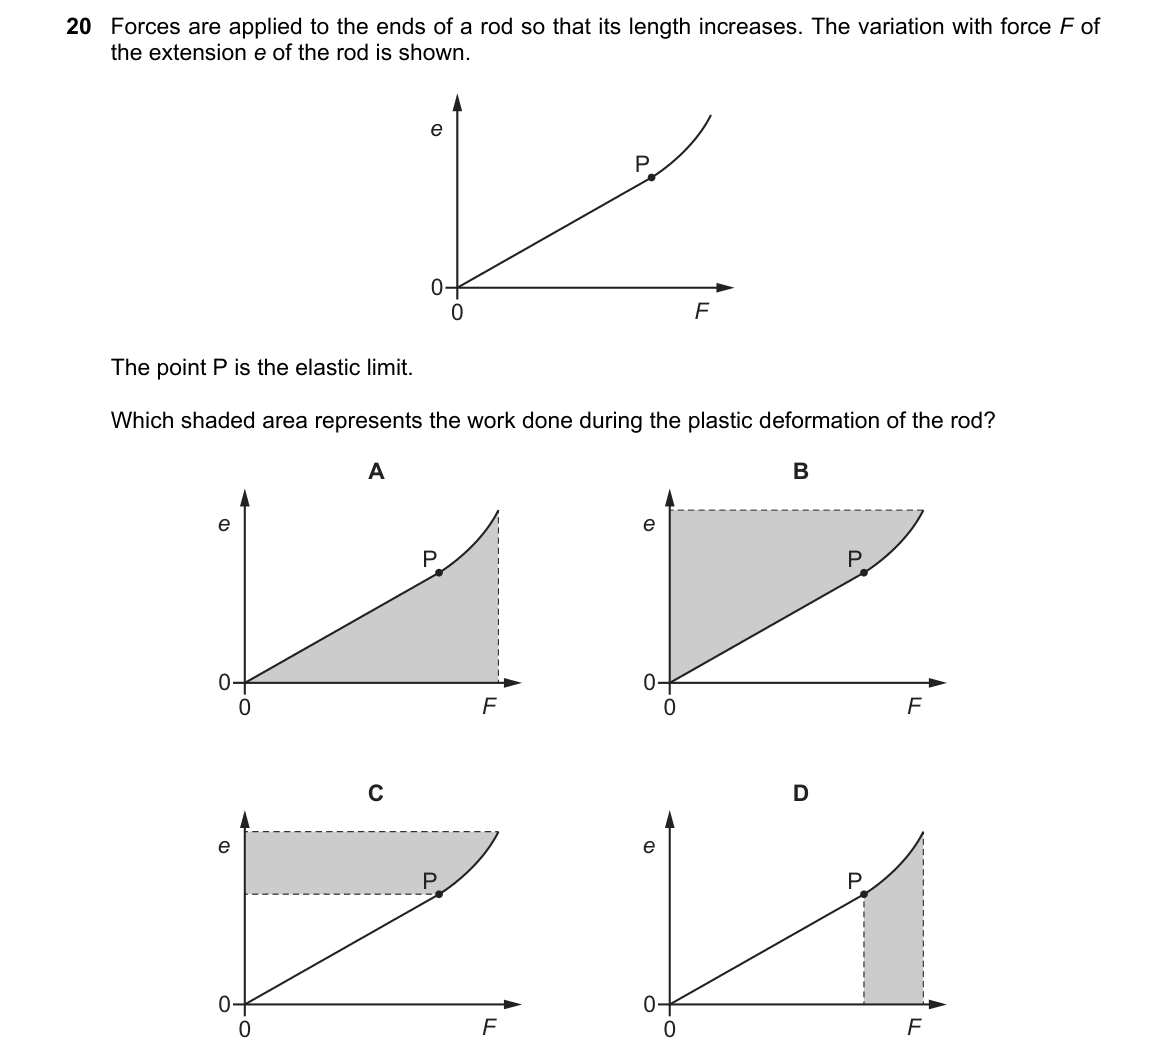 20 Forces are applied to the ends of a rod so that its length increases. The variation with force F of
the extension e of the rod is shown.
e
P
0
0
F
The point P is the elastic limit.
Which shaded area represents the work done during the plastic deformation of the rod?
A
e
P
0
0
F
B
e
P
0
0
F
C
e
P
0
0
F
D
e
P
0
0
F